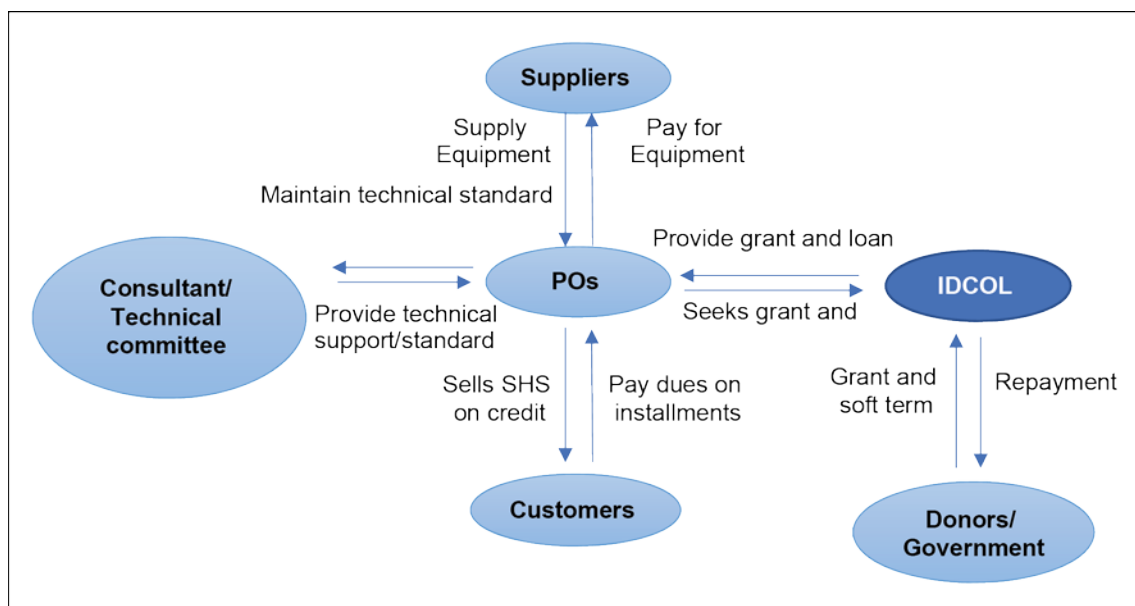 Suppliers
Supply
Equipment
Pay for
Equipment
Maintain technical standard
Provide grant and loan
Consultant/
Technical
committee
POs
IDCOL
Provide technical
support/standard
Seeks grant and
Sells SHS
on credit
Pay dues on
installments
Grant and
soft term
Repayment
Customers
Donors/
Government